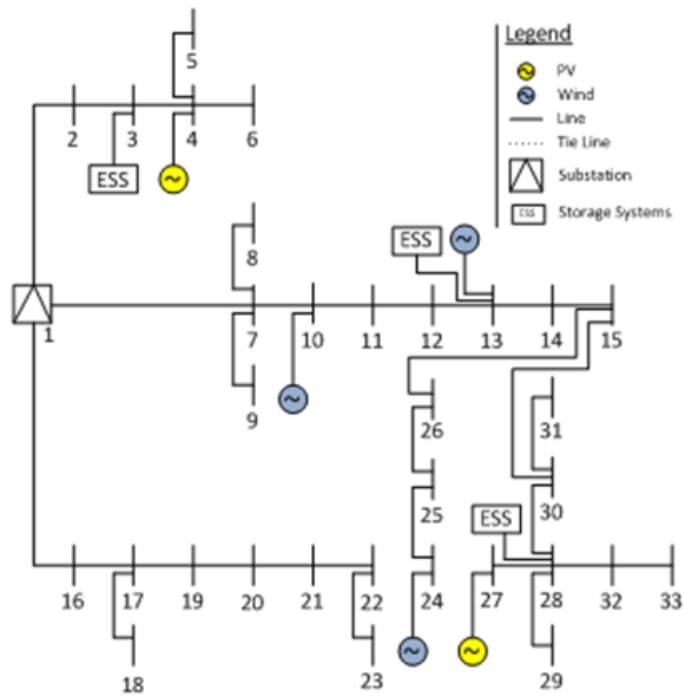 Legend
PV
Wind
Line
Tie Line
Substation
ESS Storage Systems
5
2 3 4 6
ESS
8
ESS
1 7 10 11 12 13 14 15
9
26 31
25 ESS 30
16 17 19 20 21 22 24 27 28 32 33
18 23 29